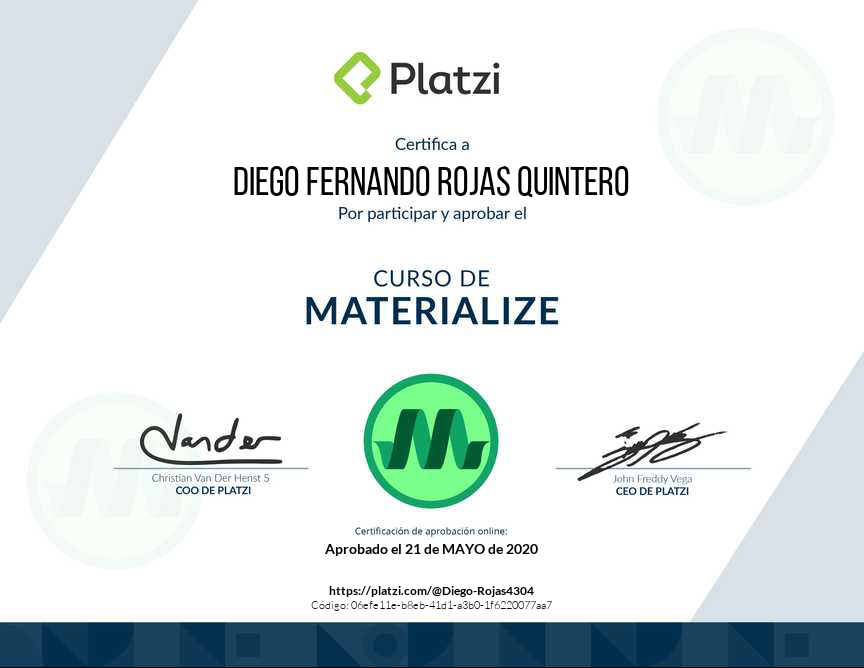 Platzi
Certifica a
DIEGO FERNANDO ROJAS QUINTERO
Por participar y aprobar el
CURSO DE
MATERIALIZE
Vander
Christian Van Der Henst S
COO DE PLATZI
John Freddy Vega
CEO DE PLATZI
Certificación de aprobación online:
Aprobado el 21 de MAYO de 2020
https://platzi.com/@Diego-Rojas4304
Código: 06efe11e-b8eb-41d1-a3b0-1f6220077aa7